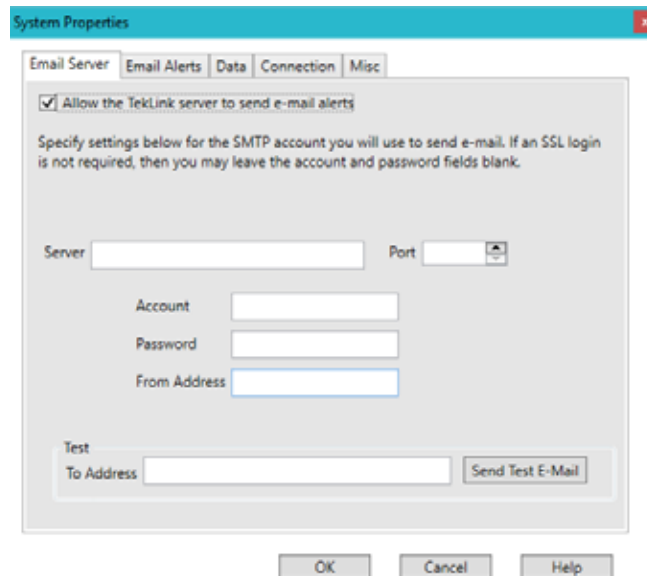 System Properties
Email Server Email Alerts Data Connection Misc
Allow the TekLink server to send e-mail alerts
Specify settings below for the SMTP account you will use to send e-mail. If an SSL login
is not required, then you may leave the account and password fields blank.
Server Port
Account
Password
From Address
Test
To Address Send Test E-Mail
OK Cancel Help